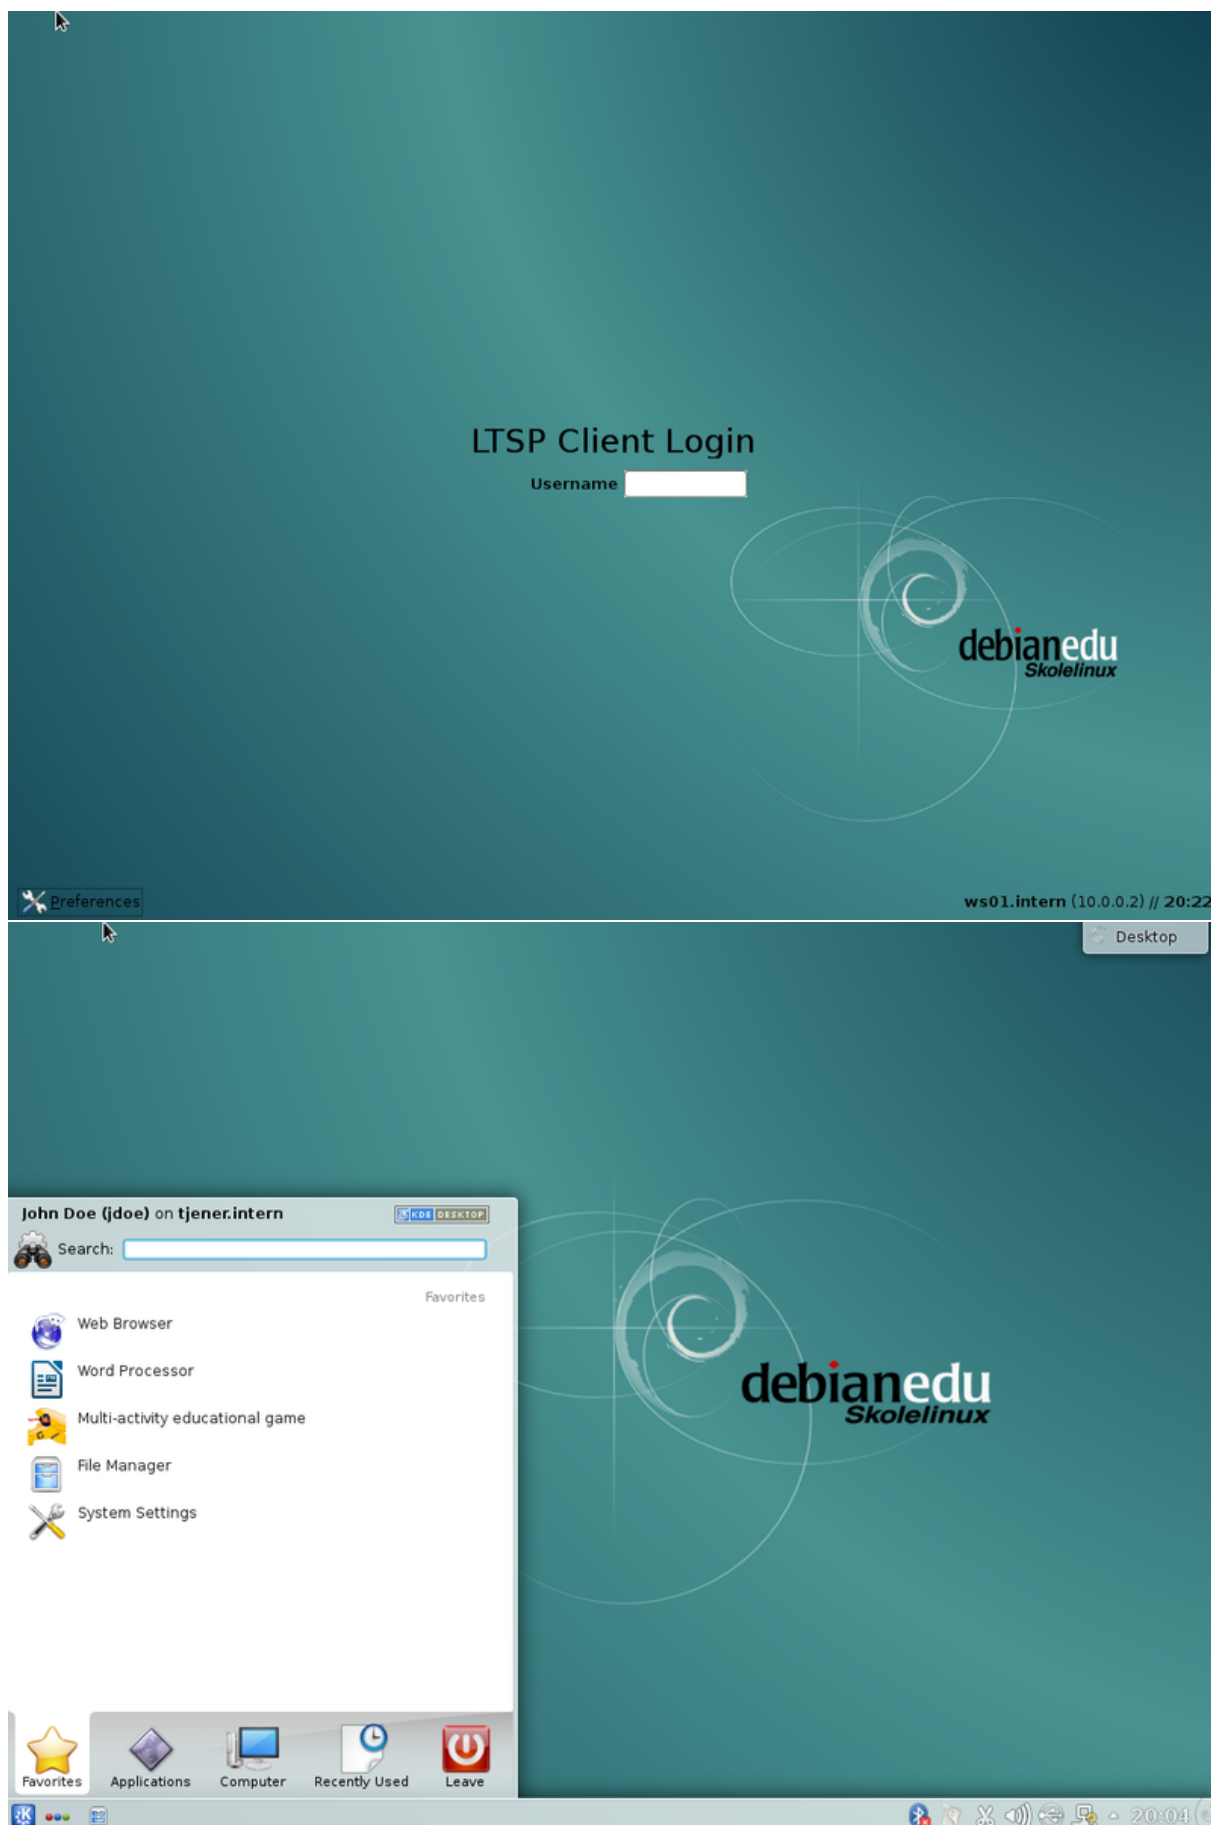 LTSP Client Login
Username
debianedu
Skolelinux
Preferences
ws01.intern (10.0.0.2) // 20:22
Desktop
John Doe (jdoe) on tjener.intern
KDE DESKTOP
Search:
Favorites
Web Browser
Word Processor
Multi-activity educational game
File Manager
System Settings
debianedu
Skolelinux
Favorites
Applications
Computer
Recently Used
Leave
20:04